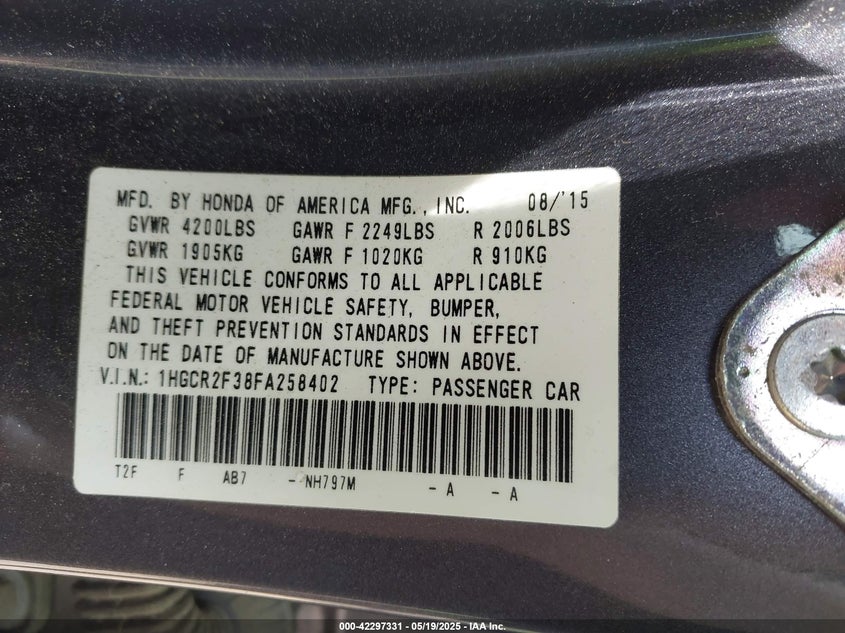 MFD. BY HONDA OF AMERICA MFG., INC. 08/'15
GVWR 4200LBS GAWR F 2249LBS R 2006LBS
GVWR 1905KG GAWR F 1020KG R 910KG
THIS VEHICLE CONFORMS TO ALL APPLICABLE
FEDERAL MOTOR VEHICLE SAFETY, BUMPER,
AND THEFT PREVENTION STANDARDS IN EFFECT
ON THE DATE OF MANUFACTURE SHOWN ABOVE.
V.I.N.: 1HGCR2F38FA258402 TYPE: PASSENGER CAR
T2F F AB7 - NH797M - A - A
000-42297331 - 05/19/2025 - IAA Inc.